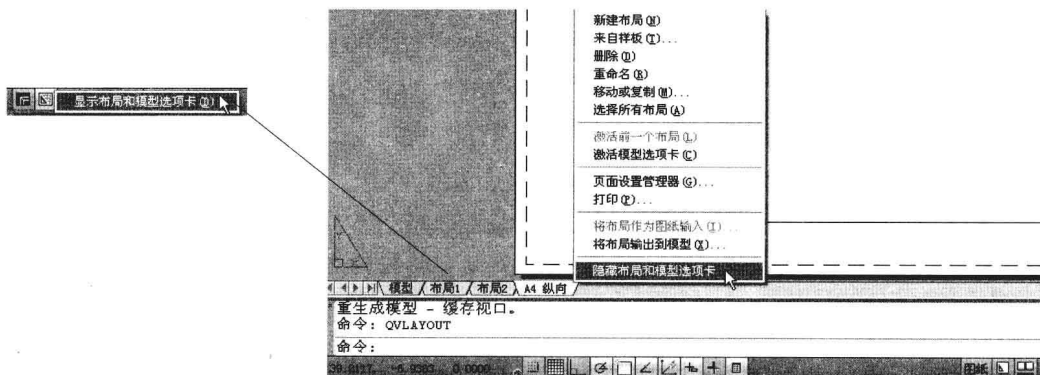 显示布局和模型选项卡(D)
新建布局(N)
来自样板(T)...
删除(D)
重命名(R)
移动或复制(M)...
选择所有布局(A)
激活前一个布局(L)
激活模型选项卡(C)
页面设置管理器(G)...
打印(P)...
将布局作为图纸输入(I)...
将布局输出到模型(X)...
隐藏布局和模型选项卡
模型 布局1 布局2 A4 纵向
重生成模型 - 缓存视口。
命令: QVLAYOUT
命令:
图纸